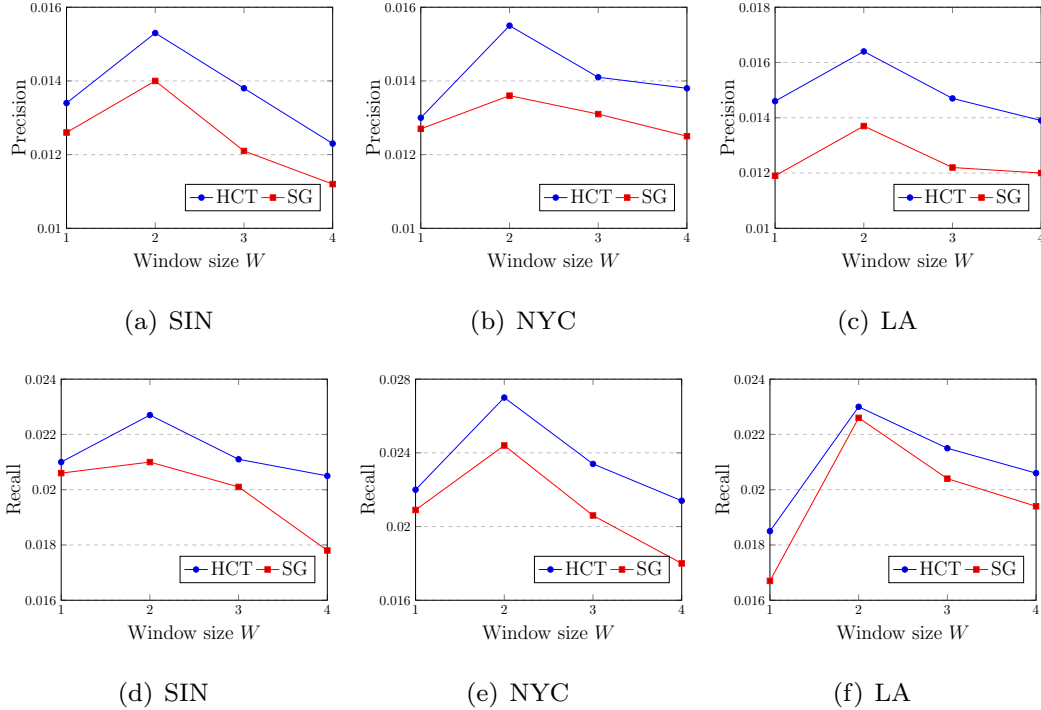 0.016
0.014
0.012
0.01
Precision
HCT SG
1 2 3 4
Window size W
(a) SIN
0.016
0.014
0.012
0.01
Precision
HCT SG
1 2 3 4
Window size W
(b) NYC
0.018
0.016
0.014
0.012
0.01
Precision
HCT SG
1 2 3 4
Window size W
(c) LA
0.024
0.022
0.02
0.018
0.016
Recall
HCT SG
1 2 3 4
Window size W
(d) SIN
0.028
0.024
0.02
0.016
Recall
HCT SG
1 2 3 4
Window size W
(e) NYC
0.024
0.022
0.02
0.018
0.016
Recall
HCT SG
1 2 3 4
Window size W
(f) LA